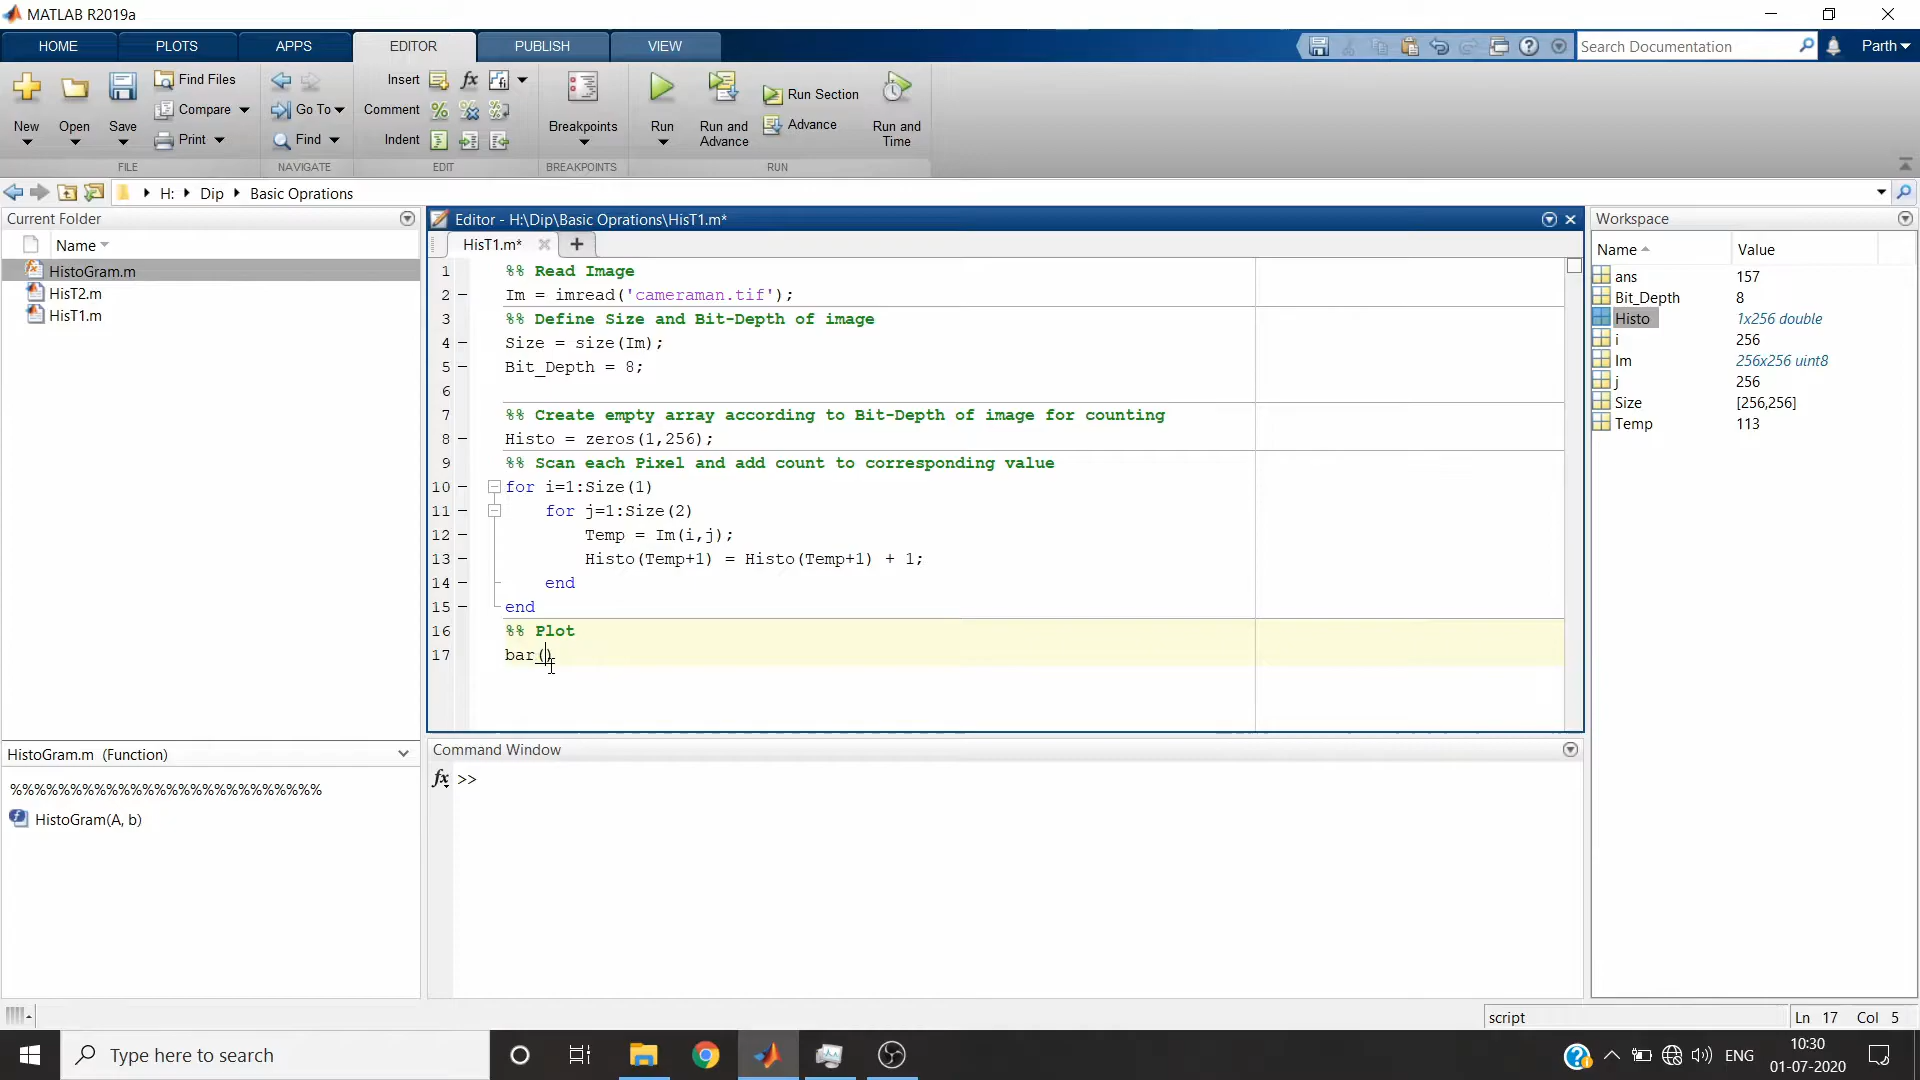 MATLAB R2019a
HOME PLOTS APPS EDITOR PUBLISH VIEW
Search Documentation
Parth
New
Open
Save
Find Files
Compare
Print
FILE
Go To
Find
NAVIGATE
Insert
Comment
Indent
EDIT
fx
Breakpoints
BREAKPOINTS
Run
Run and
Advance
Run Section
Advance
Run and
Time
RUN
H: Dip Basic Oprations
Current Folder
Name
HistoGram.m
HisT2.m
HisT1.m
HistoGram.m (Function)
%%%%%%%%%%%%%%%%%%%%%%%%%%
HistoGram(A, b)
Editor - H:\Dip\Basic Oprations\HisT1.m*
HisT1.m*
1 %% Read Image
2 Im = imread('cameraman.tif');
3 %% Define Size and Bit-Depth of image
4 Size = size(Im);
5 Bit_Depth = 8;
6
7 %% Create empty array according to Bit-Depth of image for counting
8 Histo = zeros(1,256);
9 %% Scan each Pixel and add count to corresponding value
10 for i=1:Size(1)
11 for j=1:Size(2)
12 Temp = Im(i,j);
13 Histo(Temp+1) = Histo(Temp+1) + 1;
14 end
15 end
16 %% Plot
17 bar()
Command Window
fx >>
Workspace
Name Value
ans 157
Bit_Depth 8
Histo 1x256 double
i 256
Im 256x256 uint8
j 256
Size [256,256]
Temp 113
script
Ln 17 Col 5
Type here to search
ENG
10:30
01-07-2020